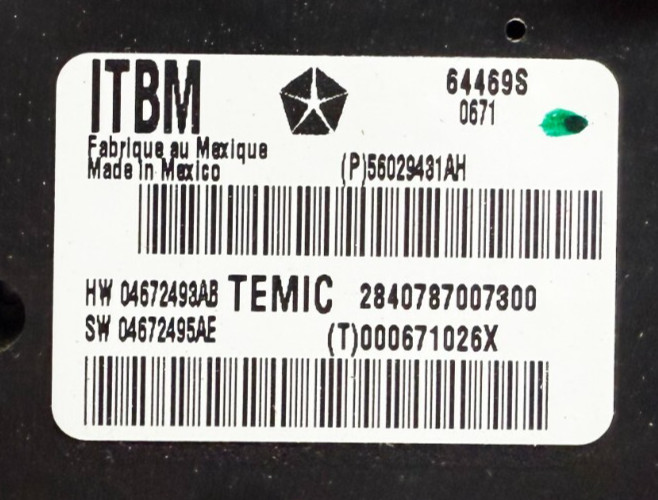 ITBM
64469S
0671
Fabrique au Mexique
Made in Mexico
(P)56029431AH
HW 04672493AB TEMIC 2840787007300
SW 04672495AE (T)000671026X